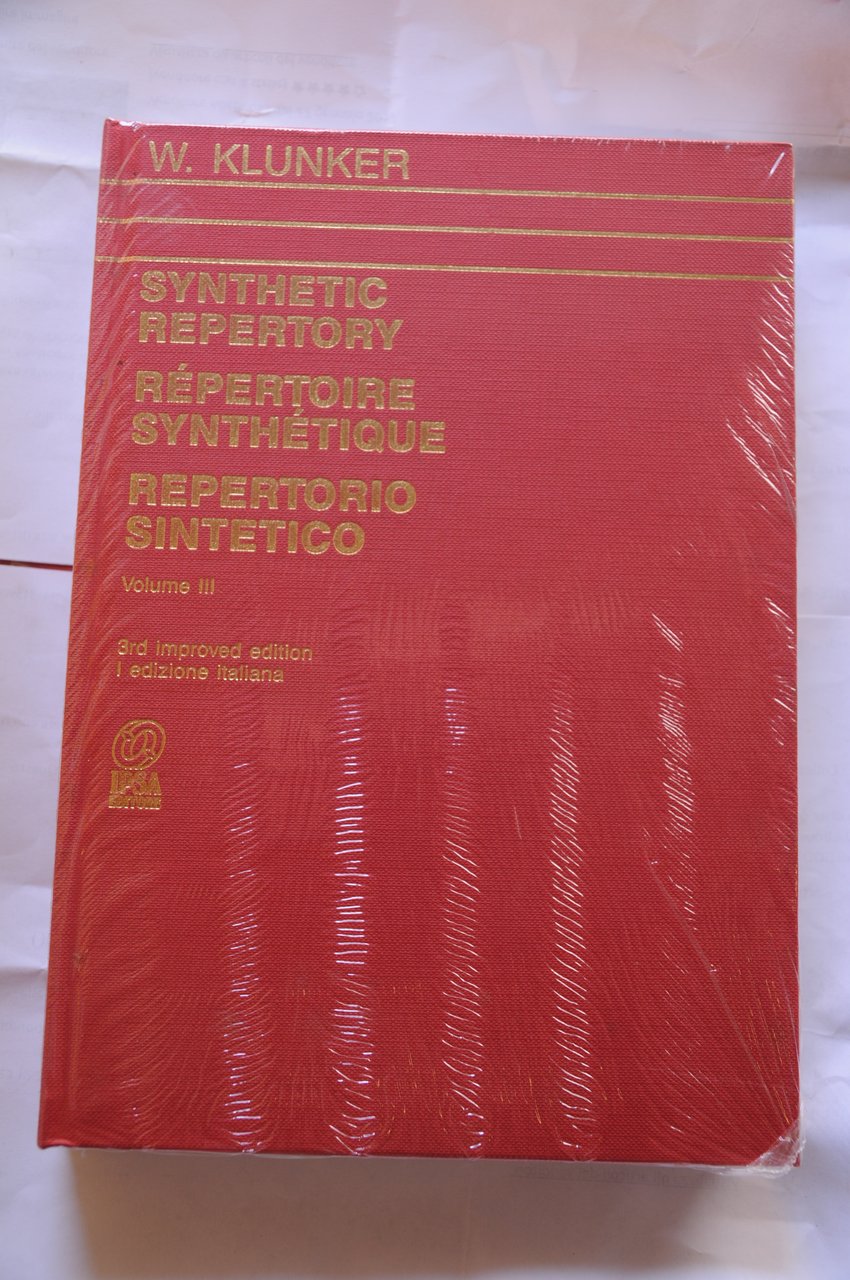 W. KLUNKER
SYNTHETIC
REPERTORY
RÉPERTOIRE
SYNTHÉTIQUE
REPERTORIO
SINTETICO
Volume III
3rd improved edition
I edizione italiana
IPSA
EDITORE